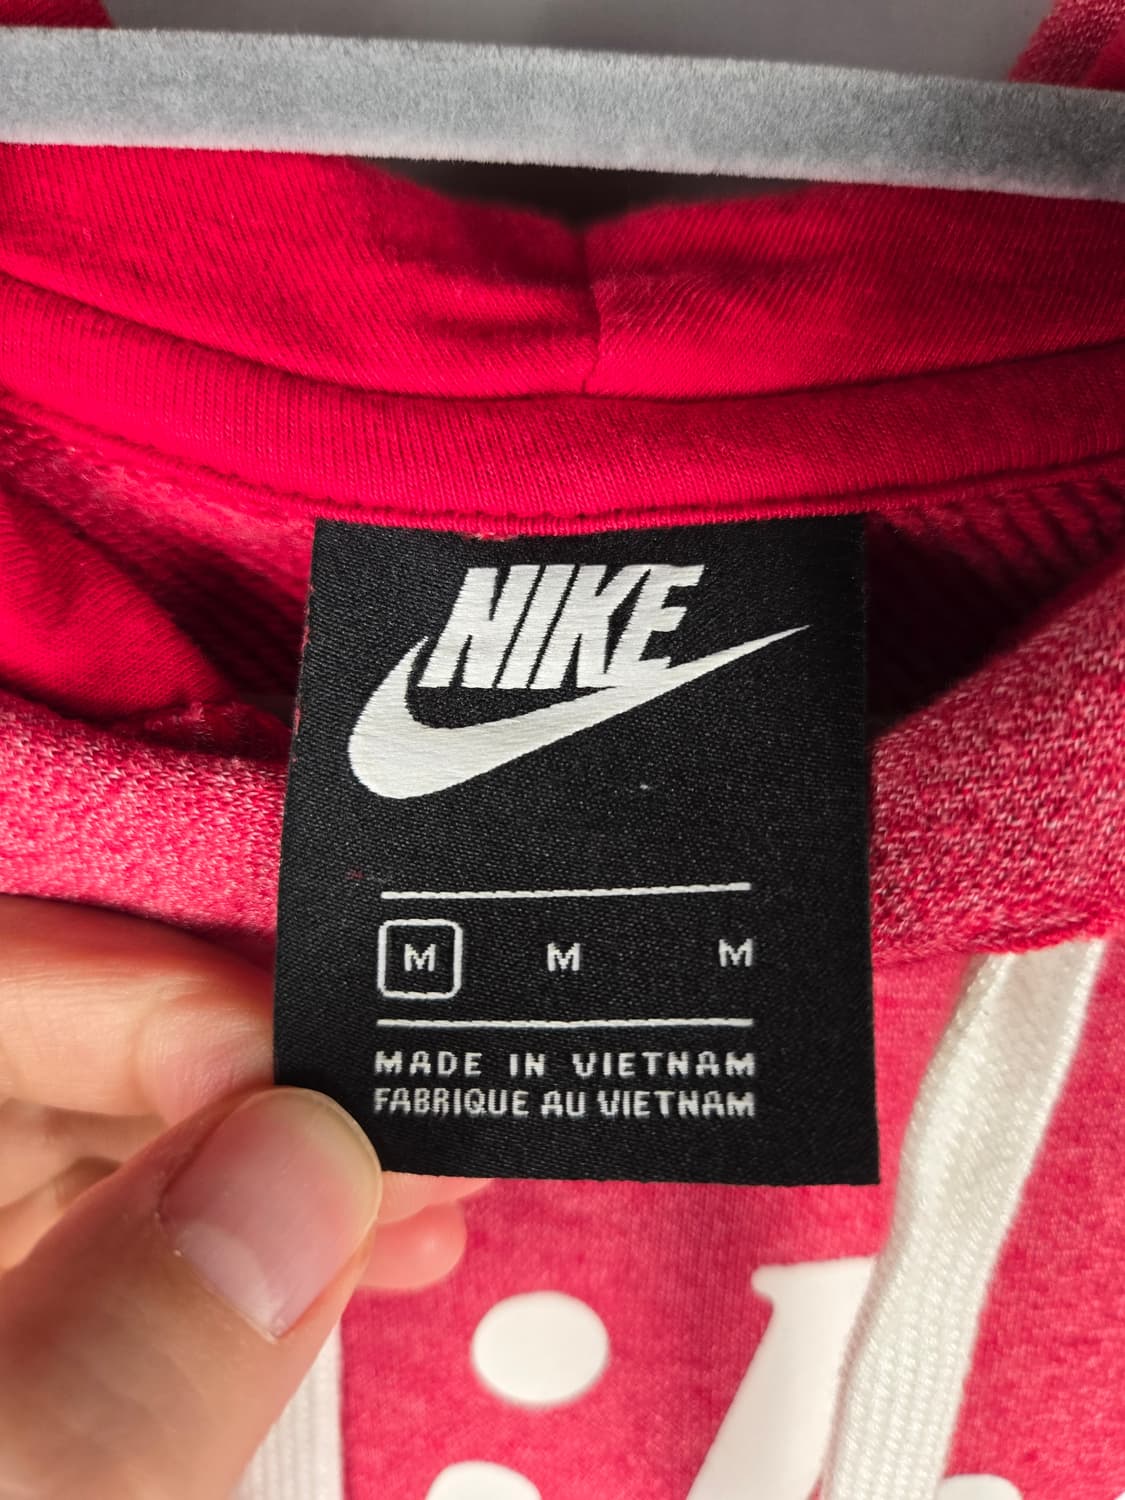 NIKE
M M M
MADE IN VIETNAM
FABRIQUE AU VIETNAM